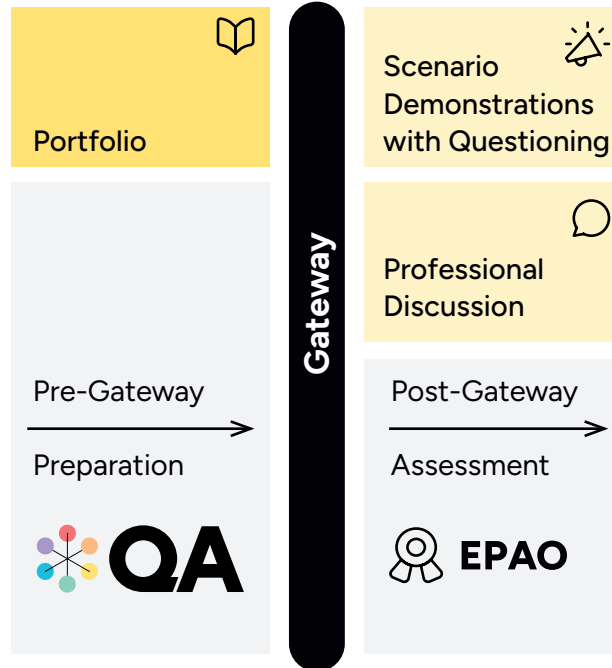 Portfolio
Pre-Gateway
Preparation
QA
Gateway
Scenario
Demonstrations
with Questioning
Professional
Discussion
Post-Gateway
Assessment
EPAO